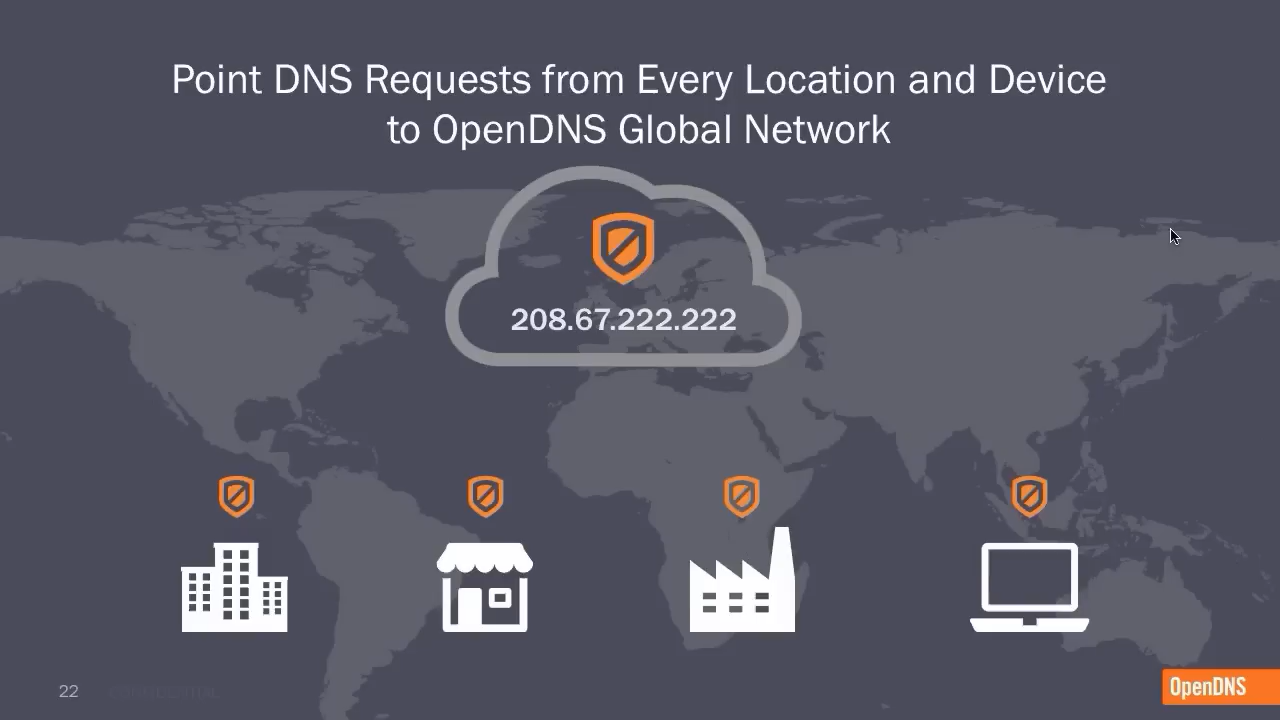 Point DNS Requests from Every Location and Device
to OpenDNS Global Network
208.67.222.222
22
OpenDNS